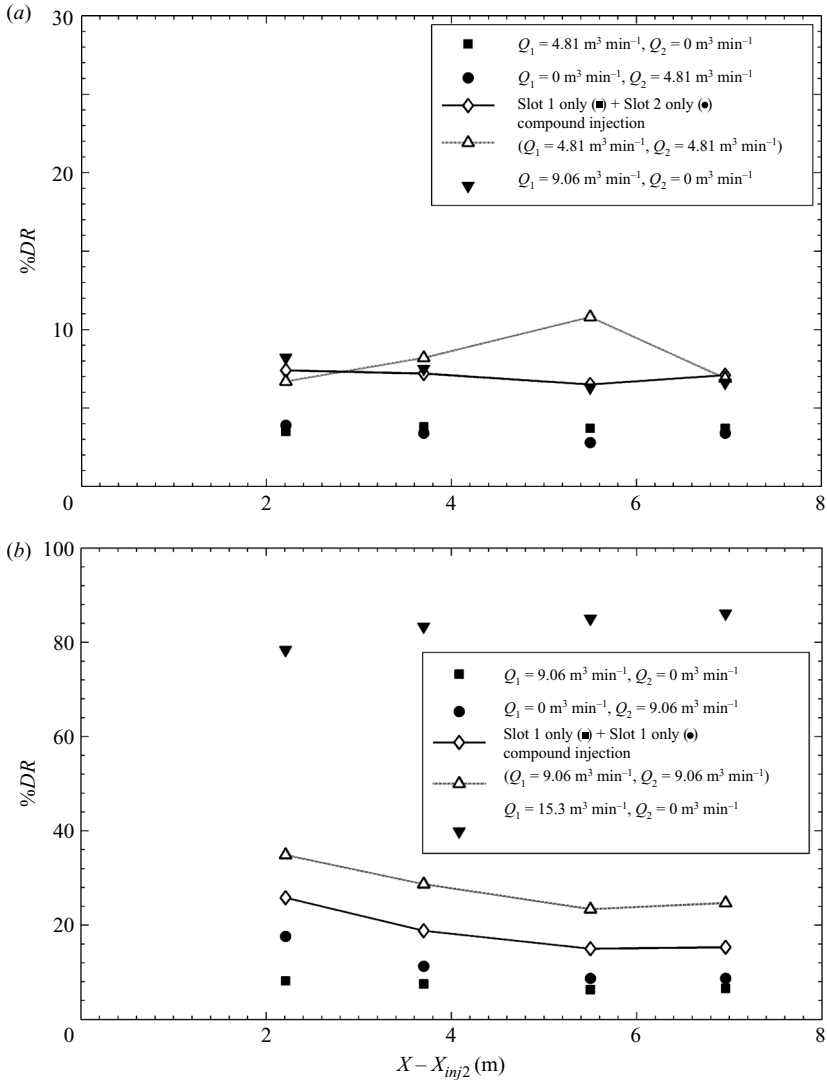 (a)
30
20
10
0
%DR
Q1 = 4.81 m³ min⁻¹, Q2 = 0 m³ min⁻¹
Q1 = 0 m³ min⁻¹, Q2 = 4.81 m³ min⁻¹
Slot 1 only (■) + Slot 2 only (●)
compound injection
(Q1 = 4.81 m³ min⁻¹, Q2 = 4.81 m³ min⁻¹)
Q1 = 9.06 m³ min⁻¹, Q2 = 0 m³ min⁻¹
2 4 6 8
(b)
100
80
60
40
20
0
%DR
Q1 = 9.06 m³ min⁻¹, Q2 = 0 m³ min⁻¹
Q1 = 0 m³ min⁻¹, Q2 = 9.06 m³ min⁻¹
Slot 1 only (■) + Slot 1 only (●)
compound injection
(Q1 = 9.06 m³ min⁻¹, Q2 = 9.06 m³ min⁻¹)
Q1 = 15.3 m³ min⁻¹, Q2 = 0 m³ min⁻¹
2 4 6 8
X – Xinj2 (m)